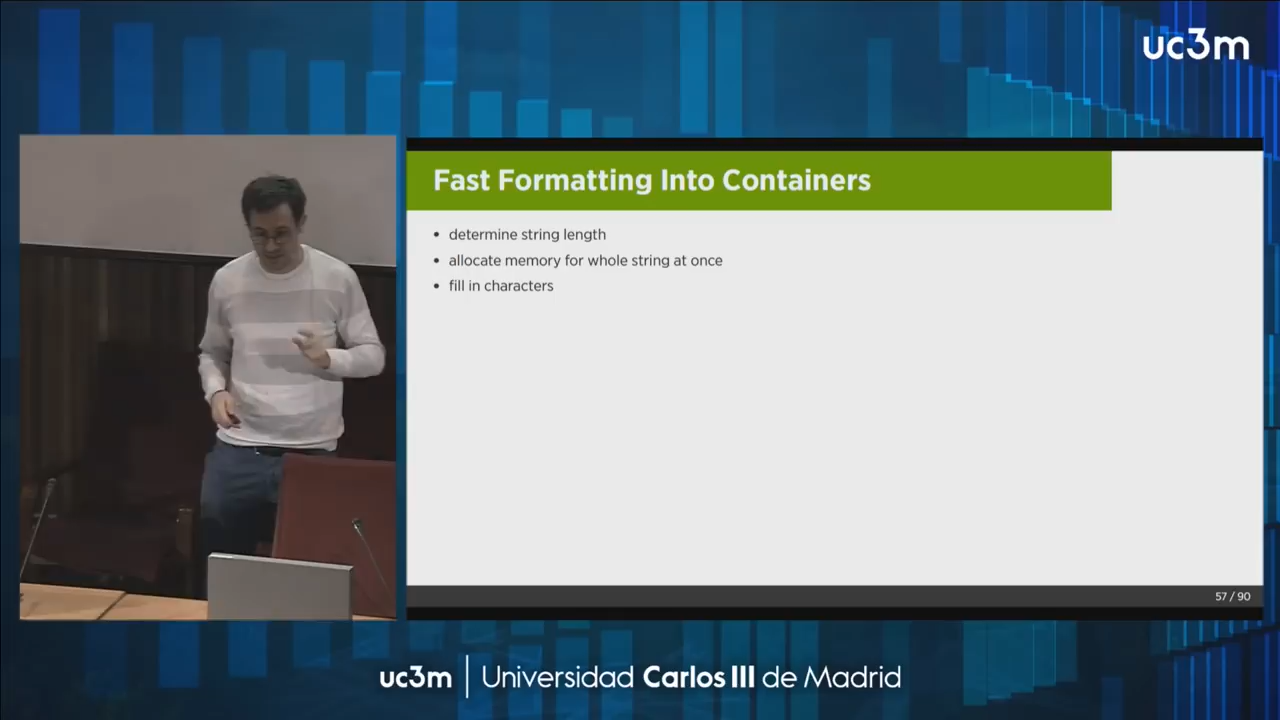 uc3m
Fast Formatting Into Containers
• determine string length
• allocate memory for whole string at once
• fill in characters
57 / 90
uc3m | Universidad Carlos III de Madrid